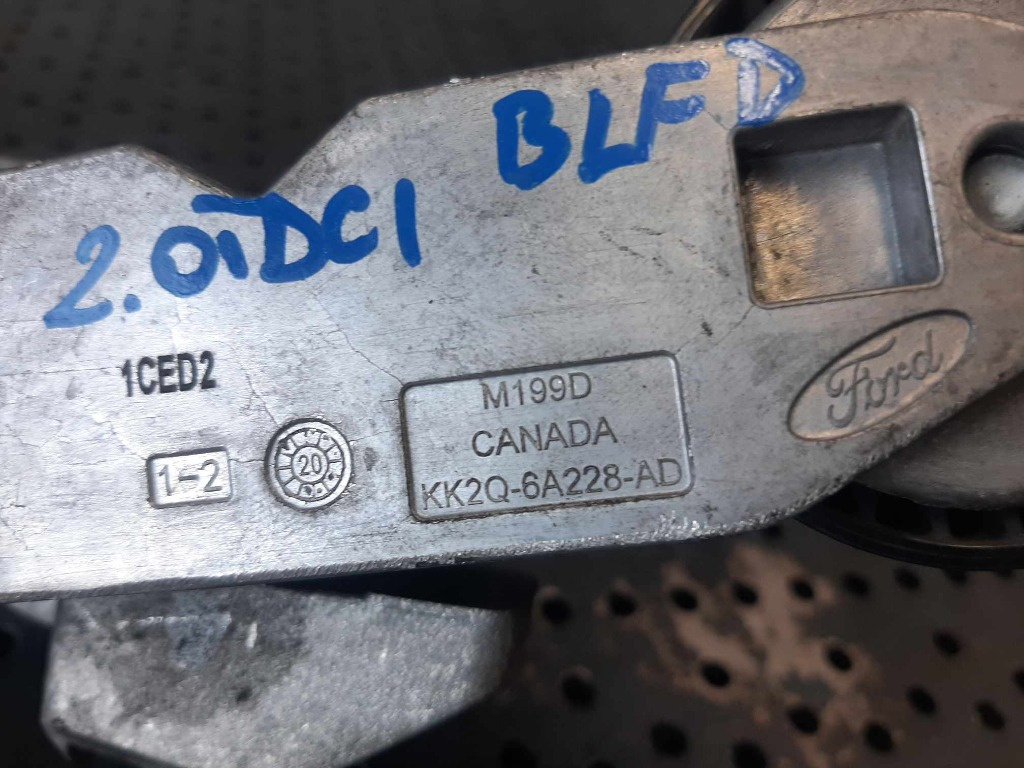 BLFD
2.0TDCI
1CED2
M199D
CANADA
KK2Q-6A228-AD
1-2
20
Ford